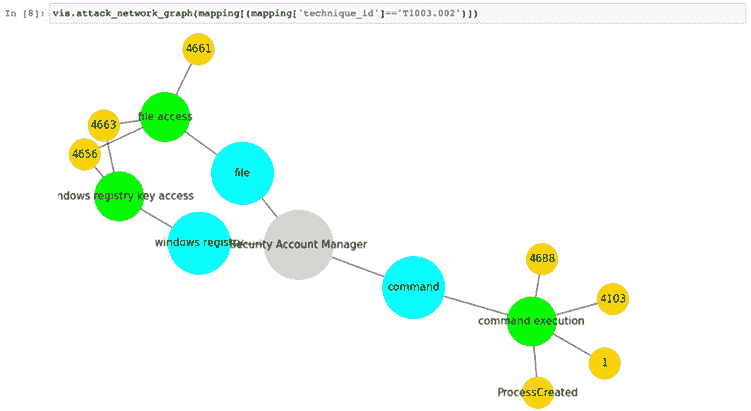 In [8]: vis.attack_network_graph(mapping[(mapping['technique_id']=='T1003.002')])
4661
file access
4663
4656
file
ndows registry key access
windows registry
Security Account Manager
4688
command
4103
command execution
1
ProcessCreated